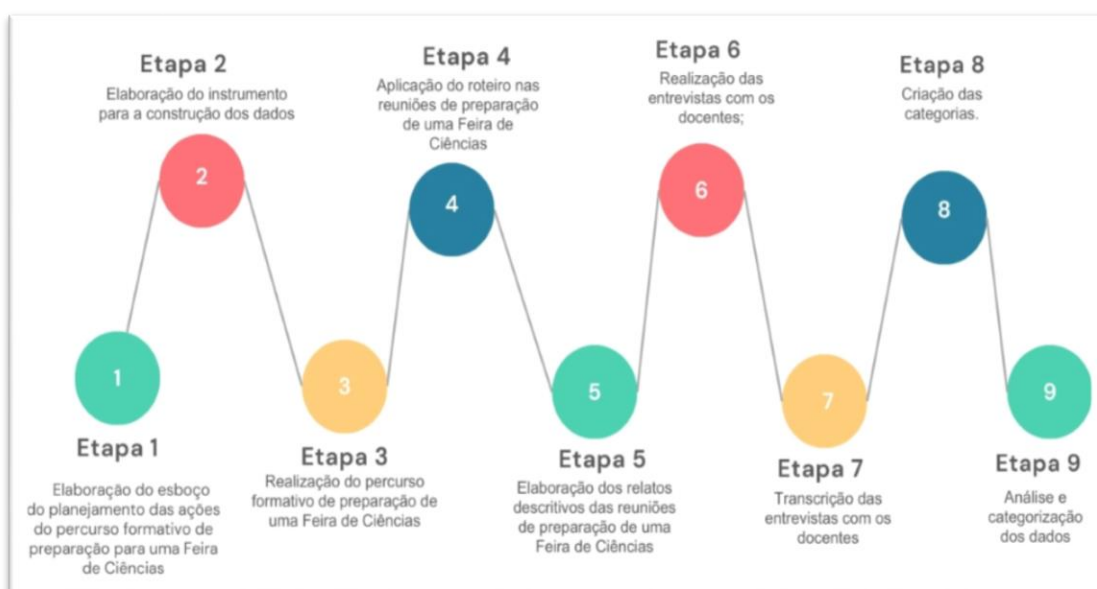 Etapa 1
Elaboração do esboço
do planejamento das ações
do percurso formativo de
preparação para uma Feira
de Ciências
1
Etapa 2
Elaboração do instrumento
para a construção dos dados
2
3
Etapa 3
Realização do percurso
formativo de preparação de
uma Feira de Ciências
Etapa 4
Aplicação do roteiro nas
reuniões de preparação
de uma Feira de
Ciências
4
5
Etapa 5
Elaboração dos relatos
descritivos das reuniões
de preparação de uma
Feira de Ciências
Etapa 6
Realização das
entrevistas com os
docentes;
6
7
Etapa 7
Transcrição das
entrevistas com os
docentes
Etapa 8
Criação das
categorias.
8
9
Etapa 9
Análise e
categorização
dos dados